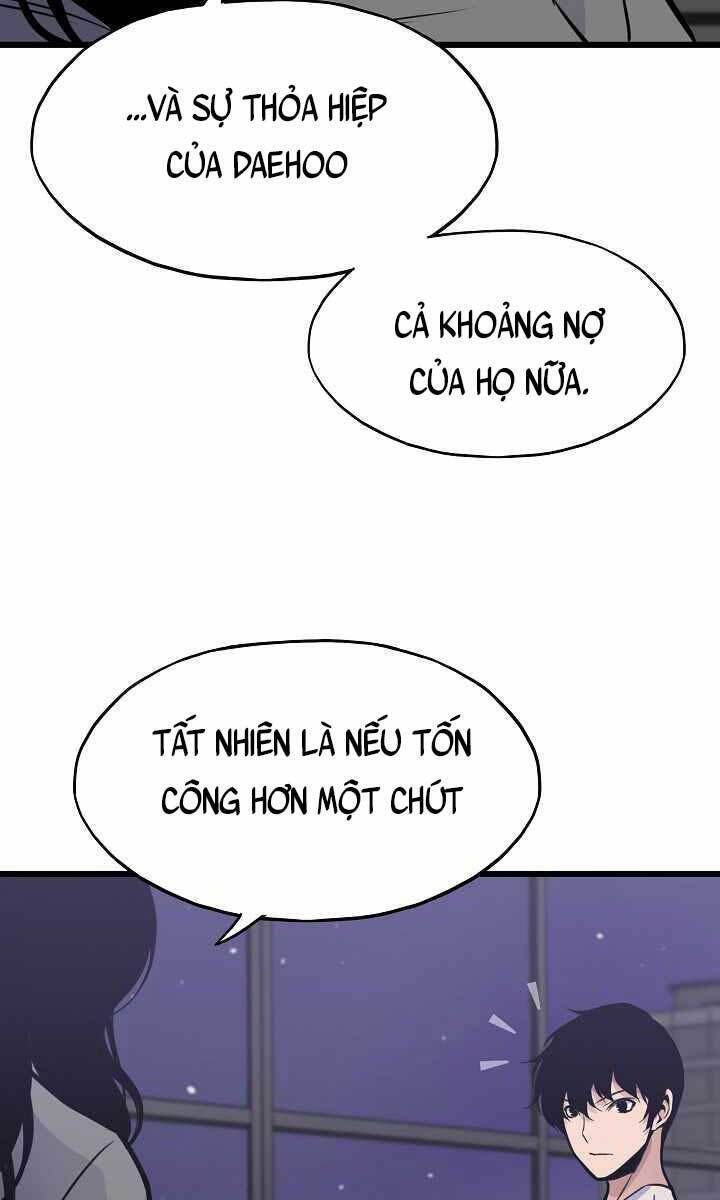 ...VÀ SỰ THỎA HIỆP
CỦA DAEHOO
CẢ KHOẢNG NỢ
CỦA HỌ NỮA.
TẤT NHIÊN LÀ NẾU TỐN
CÔNG HƠN MỘT CHÚT